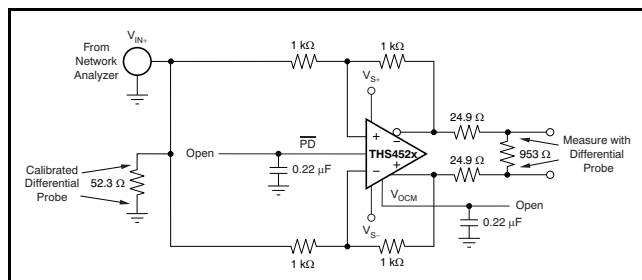 V_IN+
From
Network
Analyzer
1 kΩ
1 kΩ
V_S+
24.9 Ω
Measure with
Differential
Probe
953 Ω
24.9 Ω
PD
Open
0.22 µF
+
−
THS452x
−
+
Calibrated
Differential
Probe
52.3 Ω
V_OCM
Open
0.22 µF
V_S−
1 kΩ
1 kΩ